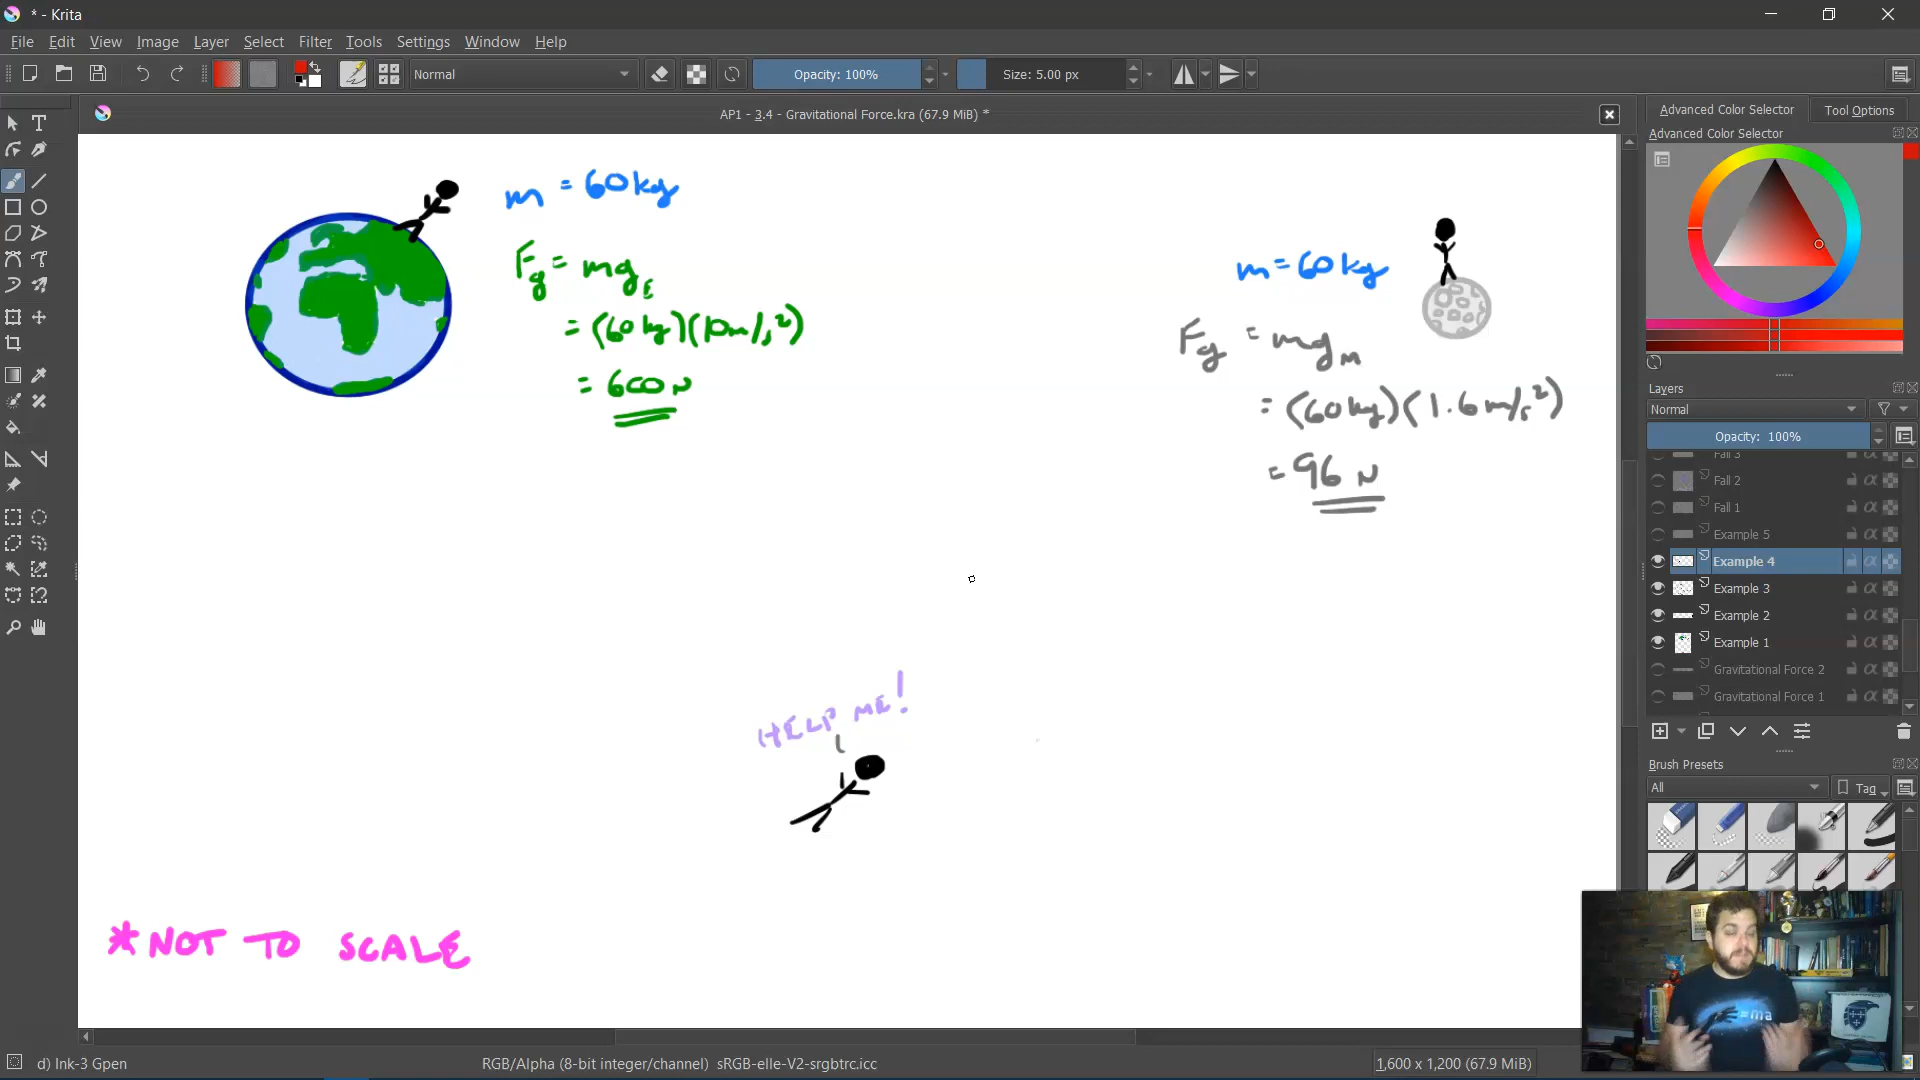 * - Krita
File Edit View Image Layer Select Filter Tools Settings Window Help
Normal Opacity: 100% Size: 5.00 px
AP1 - 3.4 - Gravitational Force.kra (67.9 MiB) *
m = 60kg
Fg = mgE
= (60kg)(10m/s²)
= 600N
m = 60kg
Fg = mgm
= (60kg)(1.6m/s²)
= 96 N
HELP ME!
*NOT TO SCALE
Advanced Color Selector Tool Options
Advanced Color Selector
Layers
Normal
Opacity: 100%
Fall 3
Fall 2
Fall 1
Example 5
Example 4
Example 3
Example 2
Example 1
Gravitational Force 2
Gravitational Force 1
Brush Presets
All Tag
=ma
d) Ink-3 Gpen RGB/Alpha (8-bit integer/channel) sRGB-elle-V2-srgbtrc.icc 1,600 x 1,200 (67.9 MiB)